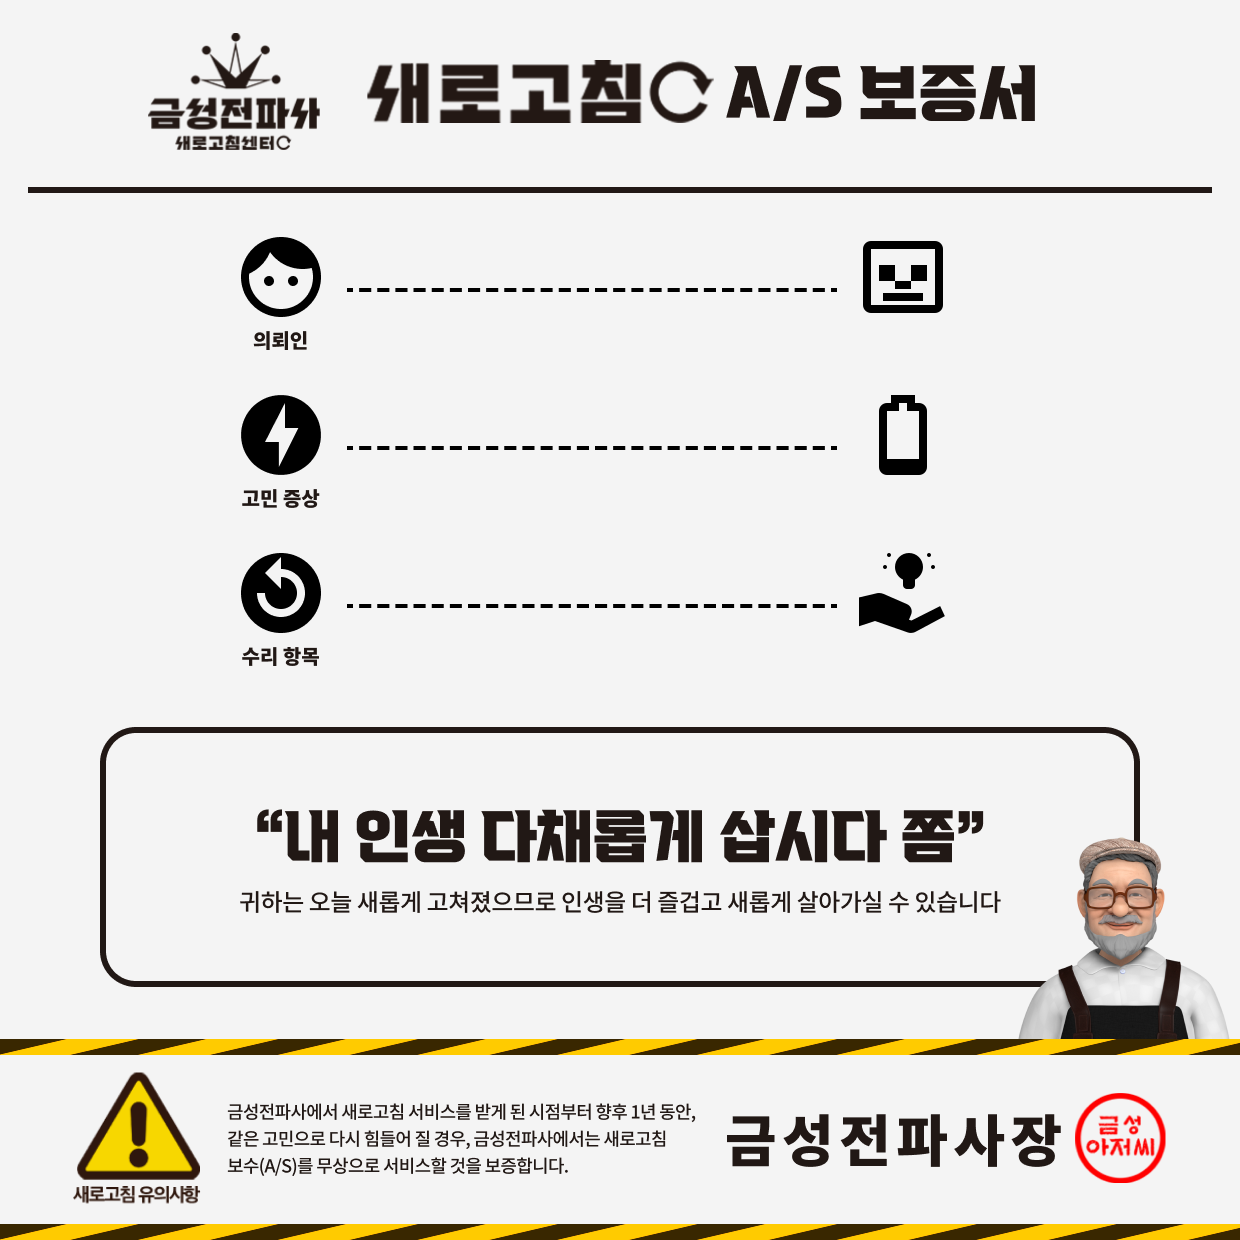 금성전파사
새로고침센터
새로고침 A/S 보증서
의뢰인
고민 증상
수리 항목
“내 인생 다채롭게 삽시다 쫌”
귀하는 오늘 새롭게 고쳐졌으므로 인생을 더 즐겁고 새롭게 살아가실 수 있습니다
새로고침 유의사항
금성전파사에서 새로고침 서비스를 받게 된 시점부터 향후 1년 동안,
같은 고민으로 다시 힘들어 질 경우, 금성전파사에서는 새로고침
보수(A/S)를 무상으로 서비스할 것을 보증합니다.
금성전파사장
금성
아저씨